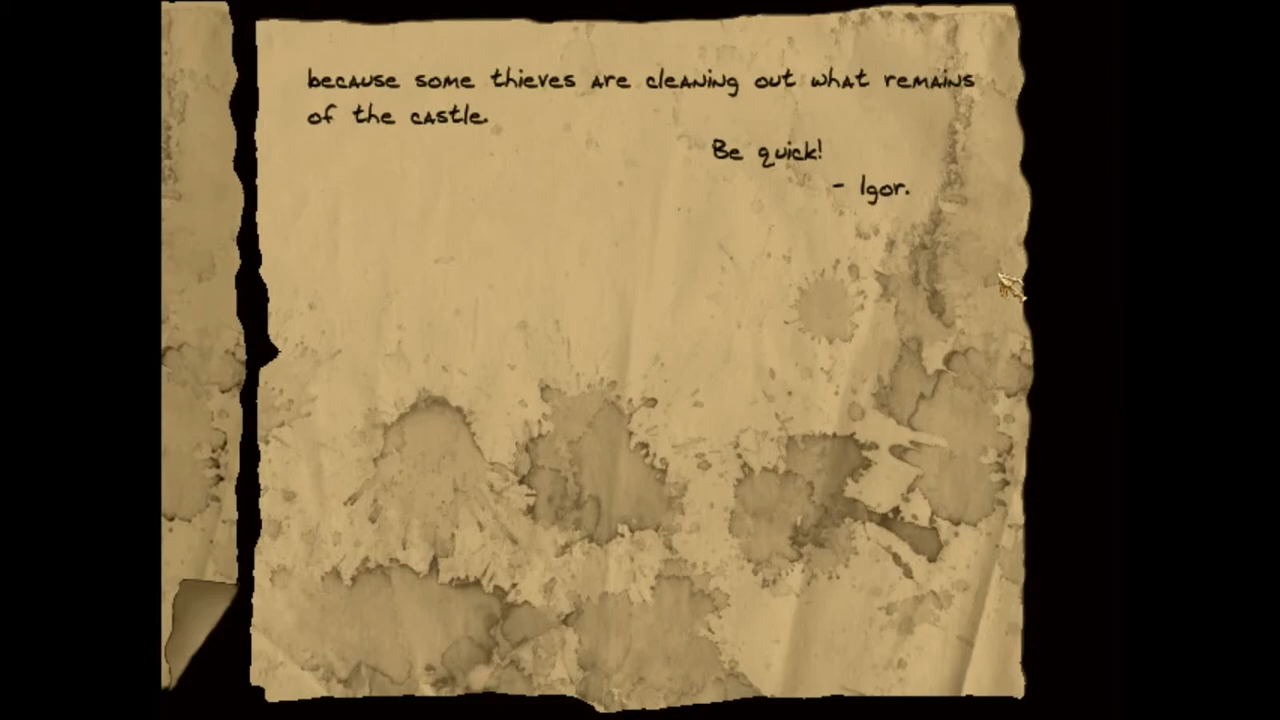 because some thieves are cleaning out what remains
of the castle.
Be quick!
- Igor.